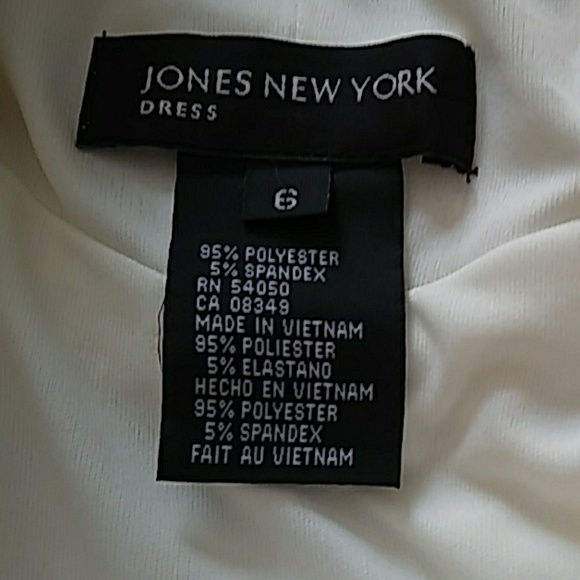 JONES NEW YORK
DRESS
6
95% POLYESTER
5% SPANDEX
RN 54050
CA 08349
MADE IN VIETNAM
95% POLIESTER
5% ELASTANO
HECHO EN VIETNAM
95% POLYESTER
5% SPANDEX
FAIT AU VIETNAM